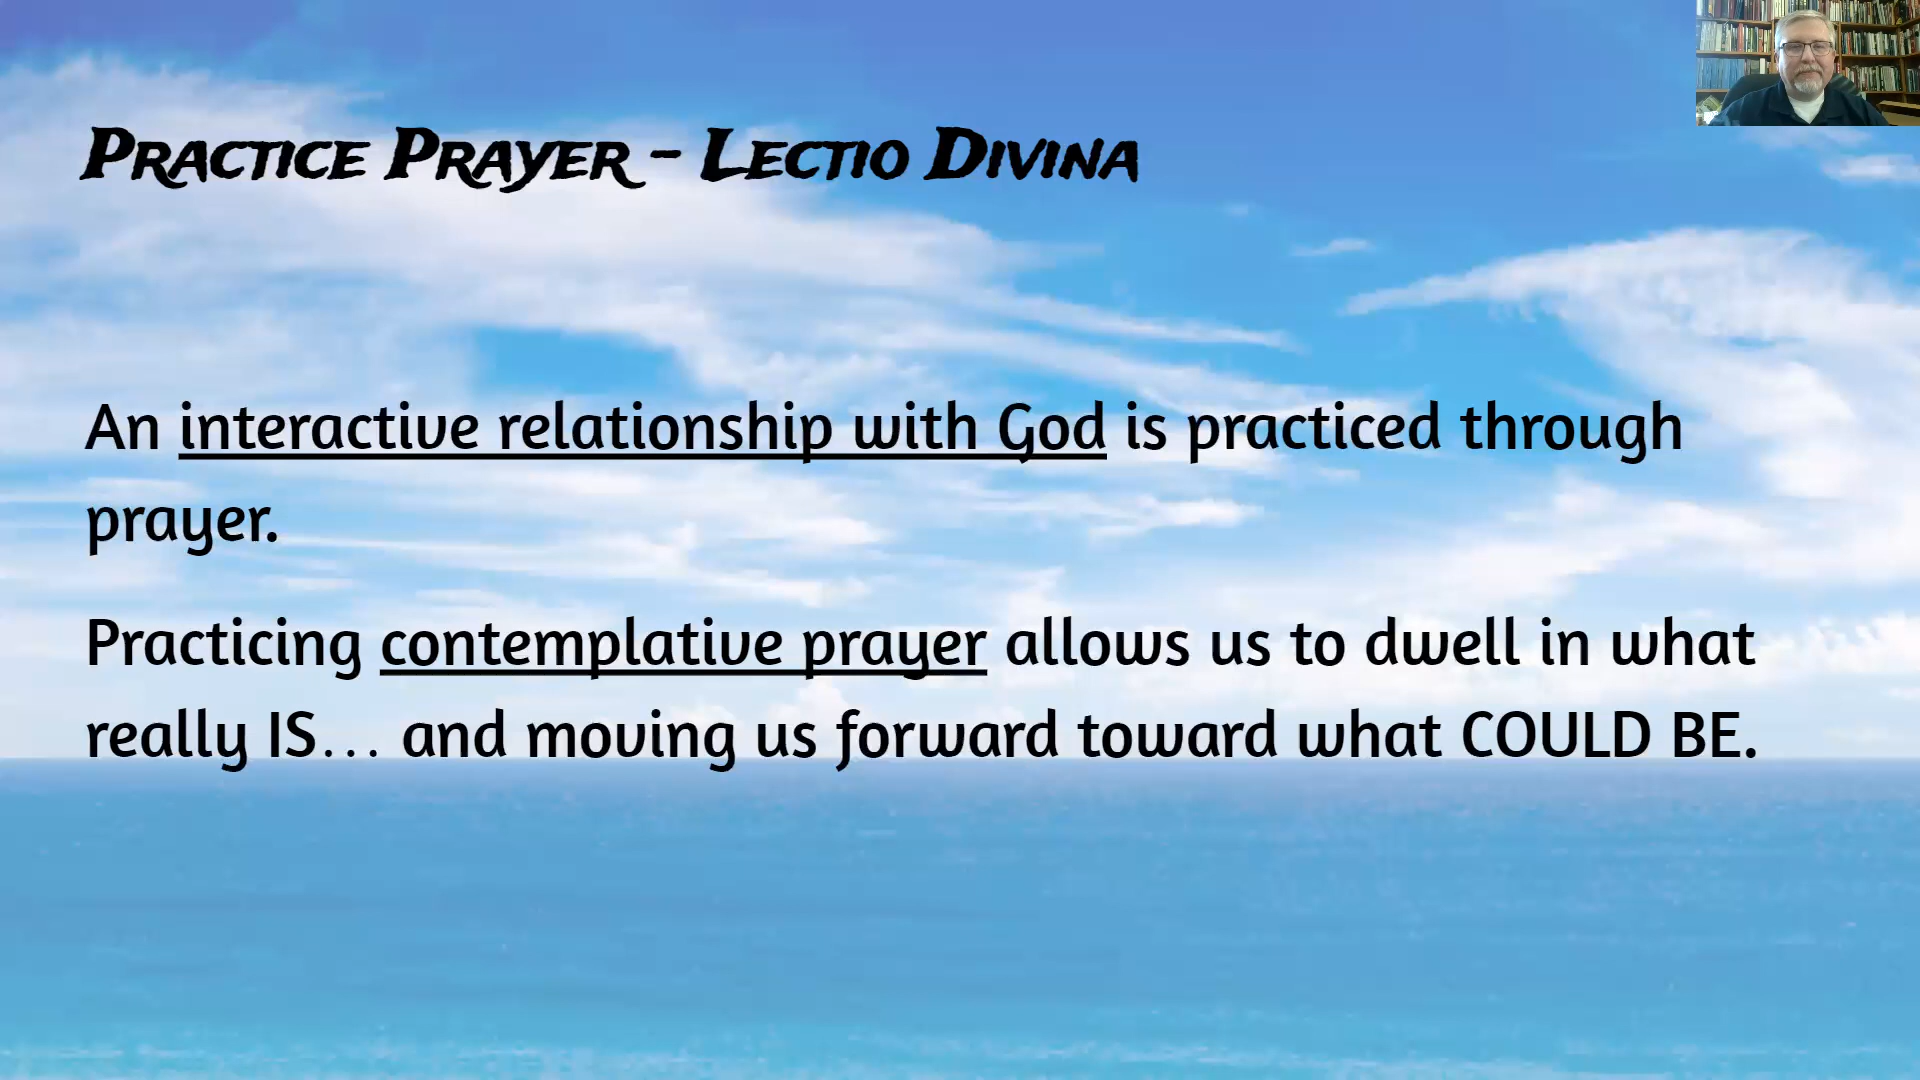 Practice Prayer - Lectio Divina
An interactive relationship with God is practiced through
prayer.
Practicing contemplative prayer allows us to dwell in what
really IS... and moving us forward toward what COULD BE.